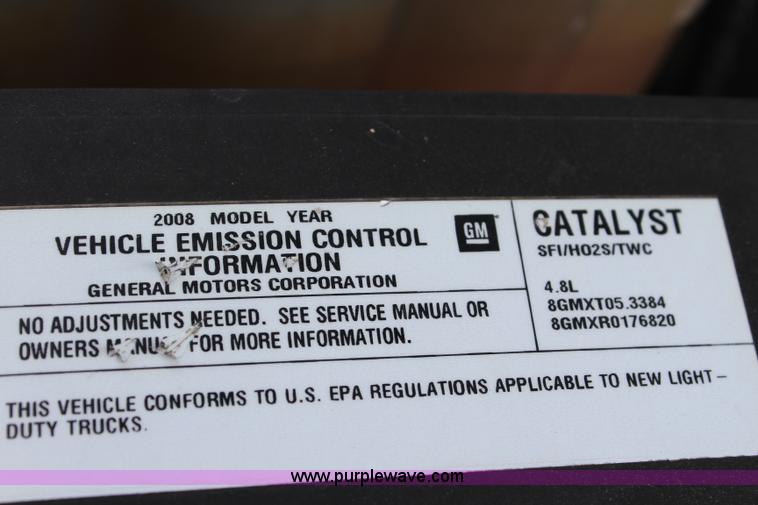 2008 MODEL YEAR
VEHICLE EMISSION CONTROL
INFORMATION
GENERAL MOTORS CORPORATION
GM
CATALYST
SFI/HO2S/TWC
4.8L
8GMXT05.3384
8GMXR0176820
NO ADJUSTMENTS NEEDED. SEE SERVICE MANUAL OR
OWNERS MANUAL FOR MORE INFORMATION.
THIS VEHICLE CONFORMS TO U.S. EPA REGULATIONS APPLICABLE TO NEW LIGHT-
DUTY TRUCKS.
www.purplewave.com